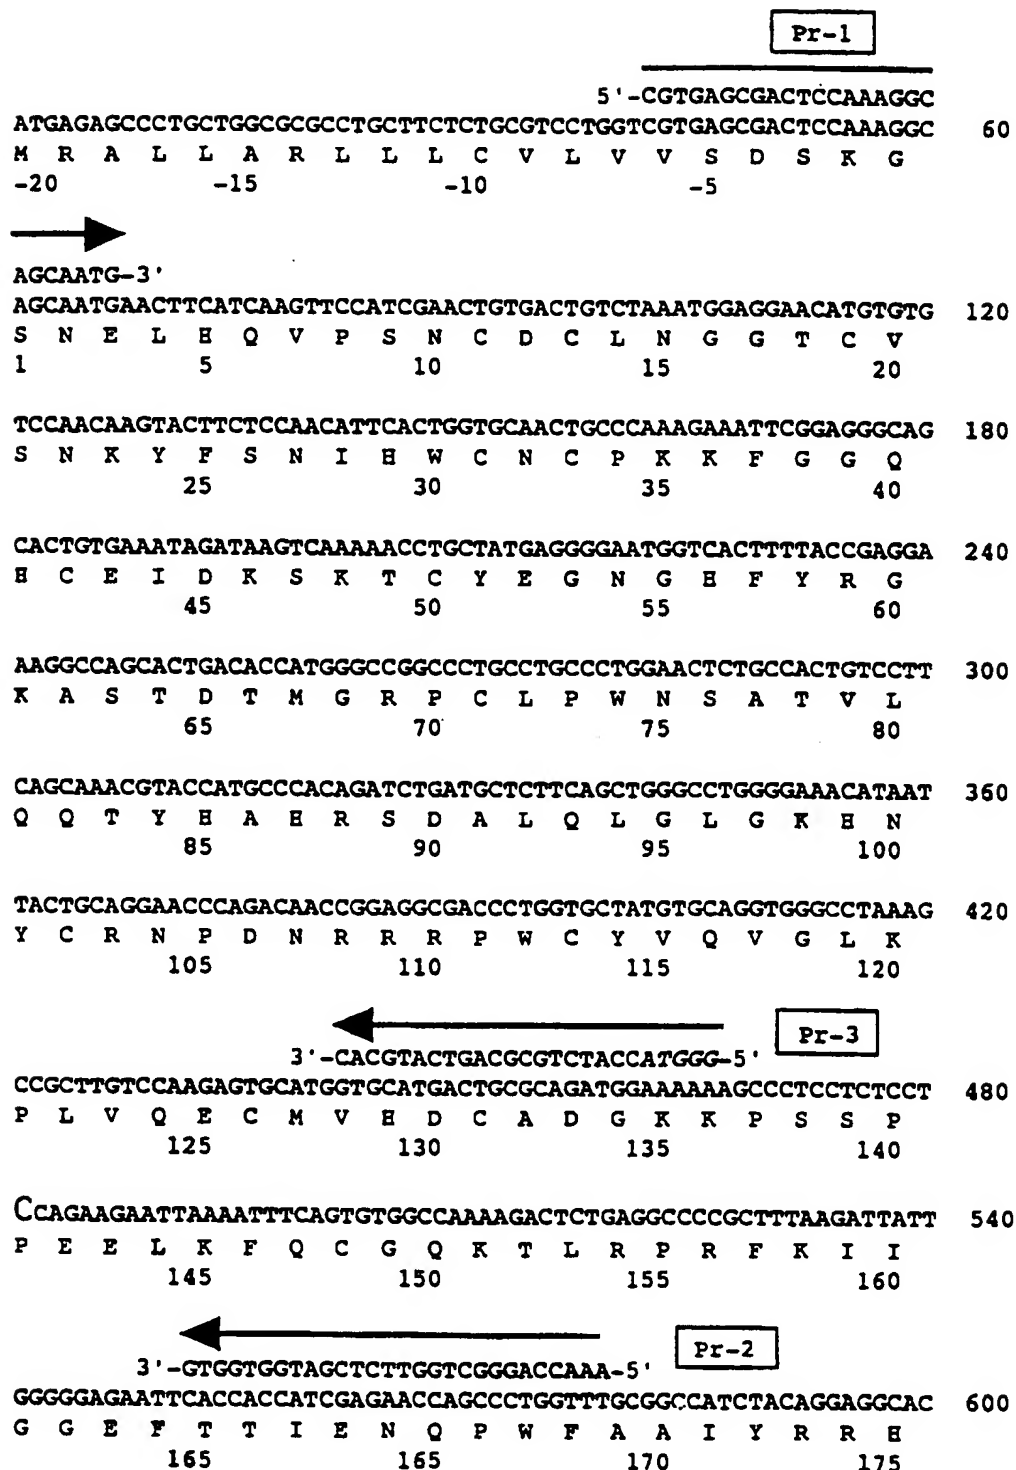 Pr-1
5'-CGTGAGCGACTCCAAAGGC
ATGAGAGCCCTGCTGGCGCGCCTGCTTCTCTGCGTCCTGGTCGTGAGCGACTCCAAAGGC 60
M R A L L A R L L L C V L V V S D S K G
-20 -15 -10 -5
AGCAATG-3'
AGCAATGAACTTCATCAAGTTCCATCGAACTGTGACTGTCTAAATGGAGGAACATGTGTG 120
S N E L H Q V P S N C D C L N G G T C V
1 5 10 15 20
TCCAACAAGTACTTCTCCAACATTCACTGGTGCAACTGCCCAAAGAAATTCGGAGGGCAG 180
S N K Y F S N I H W C N C P K K F G G Q
25 30 35 40
CACTGTGAAATAGATAAGTCAAAAACCTGCTATGAGGGGAATGGTCACTTTTACCGAGGA 240
H C E I D K S K T C Y E G N G H F Y R G
45 50 55 60
AAGGCCAGCACTGACACCATGGGCCGGCCCTGCCTGCCCTGGAACTCTGCCACTGTCCTT 300
K A S T D T M G R P C L P W N S A T V L
65 70 75 80
CAGCAAACGTACCATGCCCACAGATCTGATGCTCTTCAGCTGGGCCTGGGGAAACATAAT 360
Q Q T Y H A H R S D A L Q L G L G K H N
85 90 95 100
TACTGCAGGAACCCAGACAACCGGAGGCGACCCTGGTGCTATGTGCAGGTGGGCCTAAAG 420
Y C R N P D N R R R P W C Y V Q V G L K
105 110 115 120
Pr-3
3'-CACGTACTGACGCGTCTACCATGGG-5'
CCGCTTGTCCAAGAGTGCATGGTGCATGACTGCGCAGATGGAAAAAAGCCCTCCTCTCCT 480
P L V Q E C M V H D C A D G K K P S S P
125 130 135 140
CCAGAAGAATTAAAATTTCAGTGTGGCCAAAAGACTCTGAGGCCCCGCTTTAAGATTATT 540
P E E L K F Q C G Q K T L R P R F K I I
145 150 155 160
Pr-2
3'-GTGGTGGTAGCTCTTGGTCGGGACCAAA-5'
GGGGGAGAATTCACCACCATCGAGAACCAGCCCTGGTTTGCGGCCATCTACAGGAGGCAC 600
G G E F T T I E N Q P W F A A I Y R R H
165 165 170 175